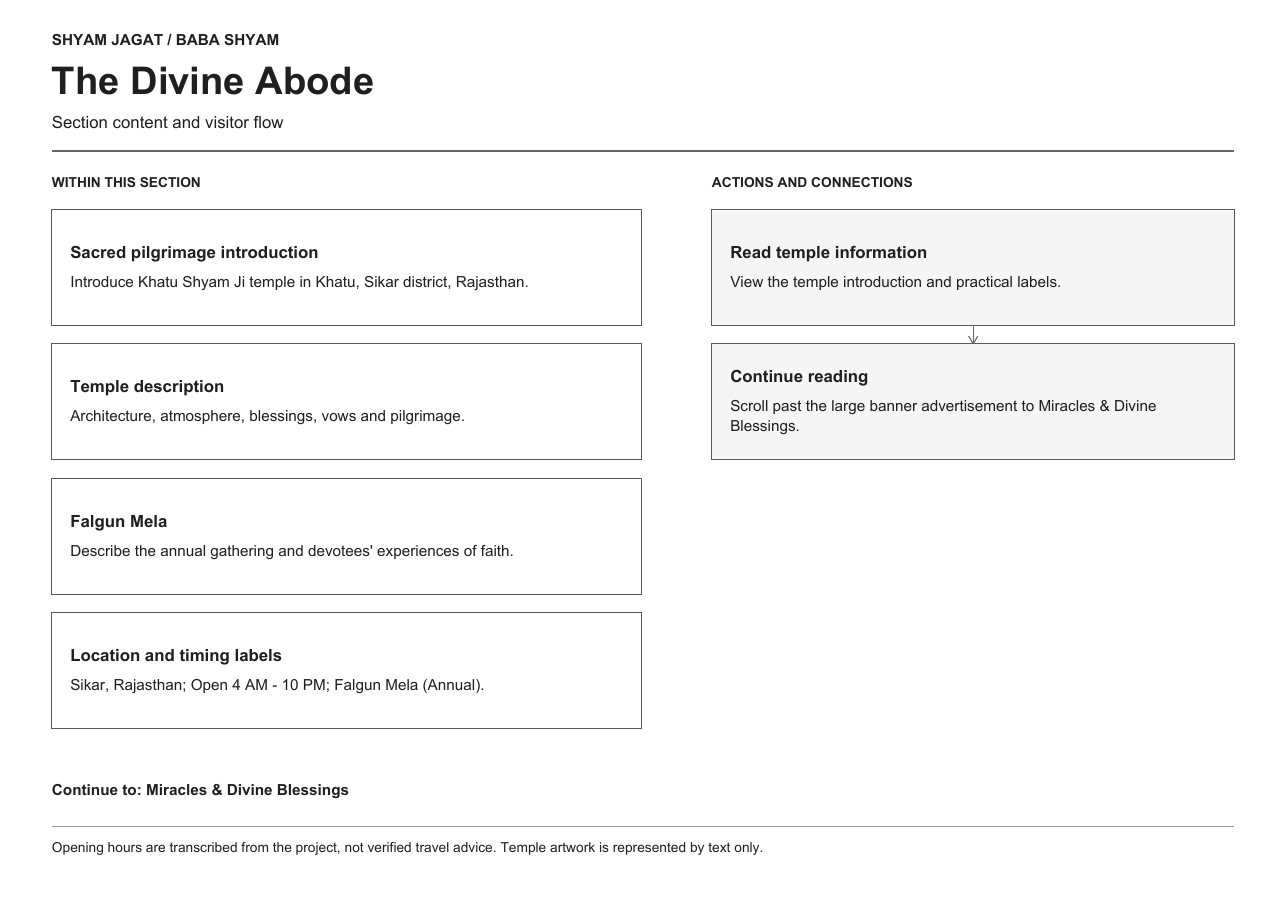 SHYAM JAGAT / BABA SHYAM
The Divine Abode
Section content and visitor flow
WITHIN THIS SECTION
Sacred pilgrimage introduction
Introduce Khatu Shyam Ji temple in Khatu, Sikar district, Rajasthan.
Temple description
Architecture, atmosphere, blessings, vows and pilgrimage.
Falgun Mela
Describe the annual gathering and devotees' experiences of faith.
Location and timing labels
Sikar, Rajasthan; Open 4 AM - 10 PM; Falgun Mela (Annual).
ACTIONS AND CONNECTIONS
Read temple information
View the temple introduction and practical labels.
Continue reading
Scroll past the large banner advertisement to Miracles & Divine
Blessings.
Continue to: Miracles & Divine Blessings
Opening hours are transcribed from the project, not verified travel advice. Temple artwork is represented by text only.